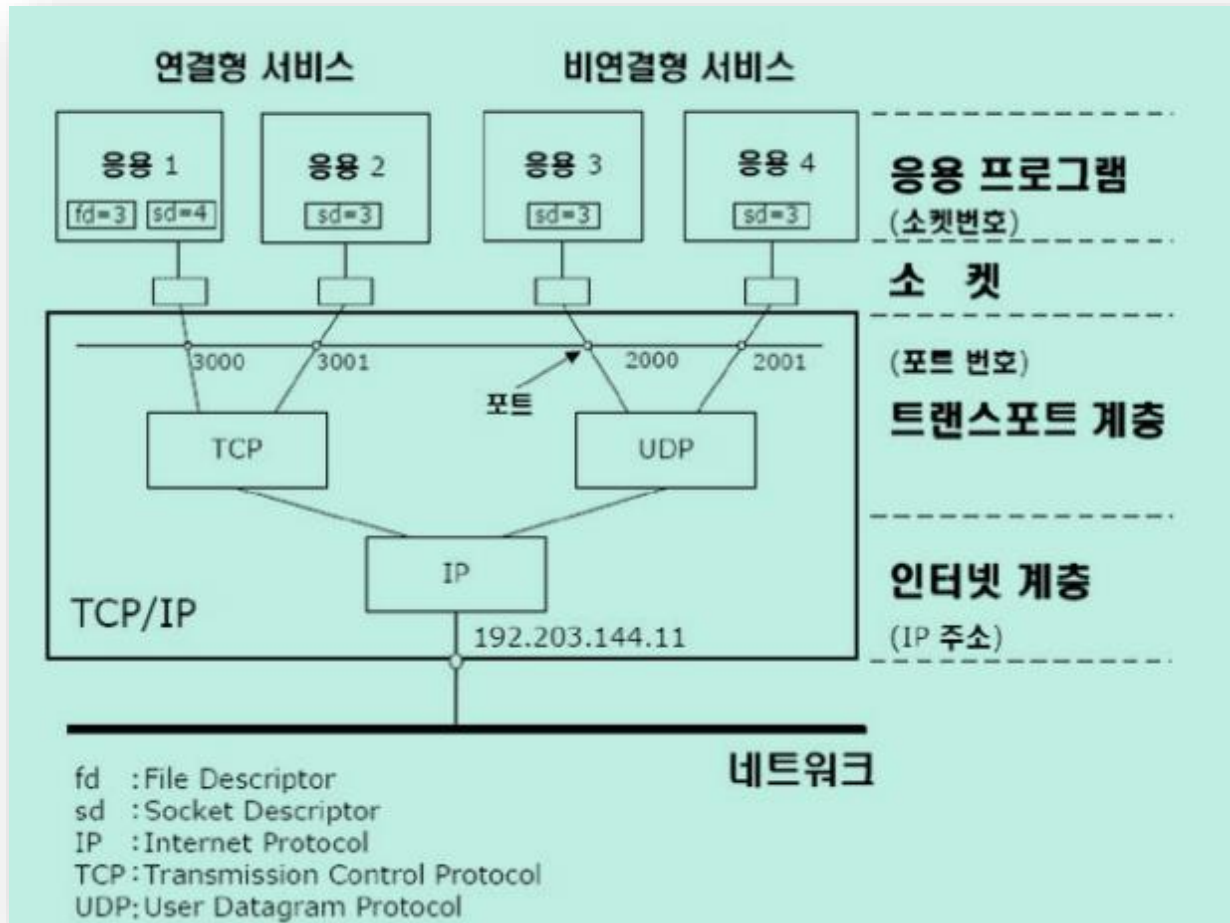 연결형 서비스 비연결형 서비스
응용 1 응용 2 응용 3 응용 4
fd=3 sd=4 sd=3 sd=3 sd=3
응용 프로그램
(소켓번호)
소 켓
3000 3001 2000 2001
(포트 번호)
포트
트랜스포트 계층
TCP UDP
IP
인터넷 계층
TCP/IP
192.203.144.11
(IP 주소)
네트워크
fd :File Descriptor
sd :Socket Descriptor
IP :Internet Protocol
TCP:Transmission Control Protocol
UDP:User Datagram Protocol